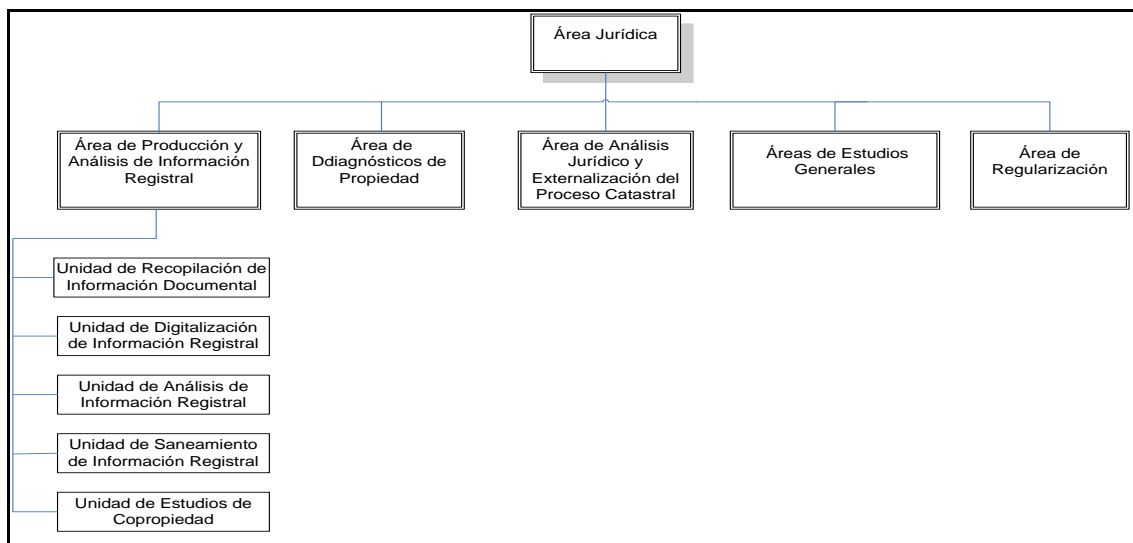 Área Jurídica
Área de Producción y
Análisis de Información
Registral
Área de
Ddiagnósticos de
Propiedad
Área de Análisis
Jurídico y
Externalización del
Proceso Catastral
Áreas de Estudios
Generales
Área de
Regularización
Unidad de Recopilación de
Información Documental
Unidad de Digitalización
de Información Registral
Unidad de Análisis de
Información Registral
Unidad de Saneamiento
de Información Registral
Unidad de Estudios de
Copropiedad